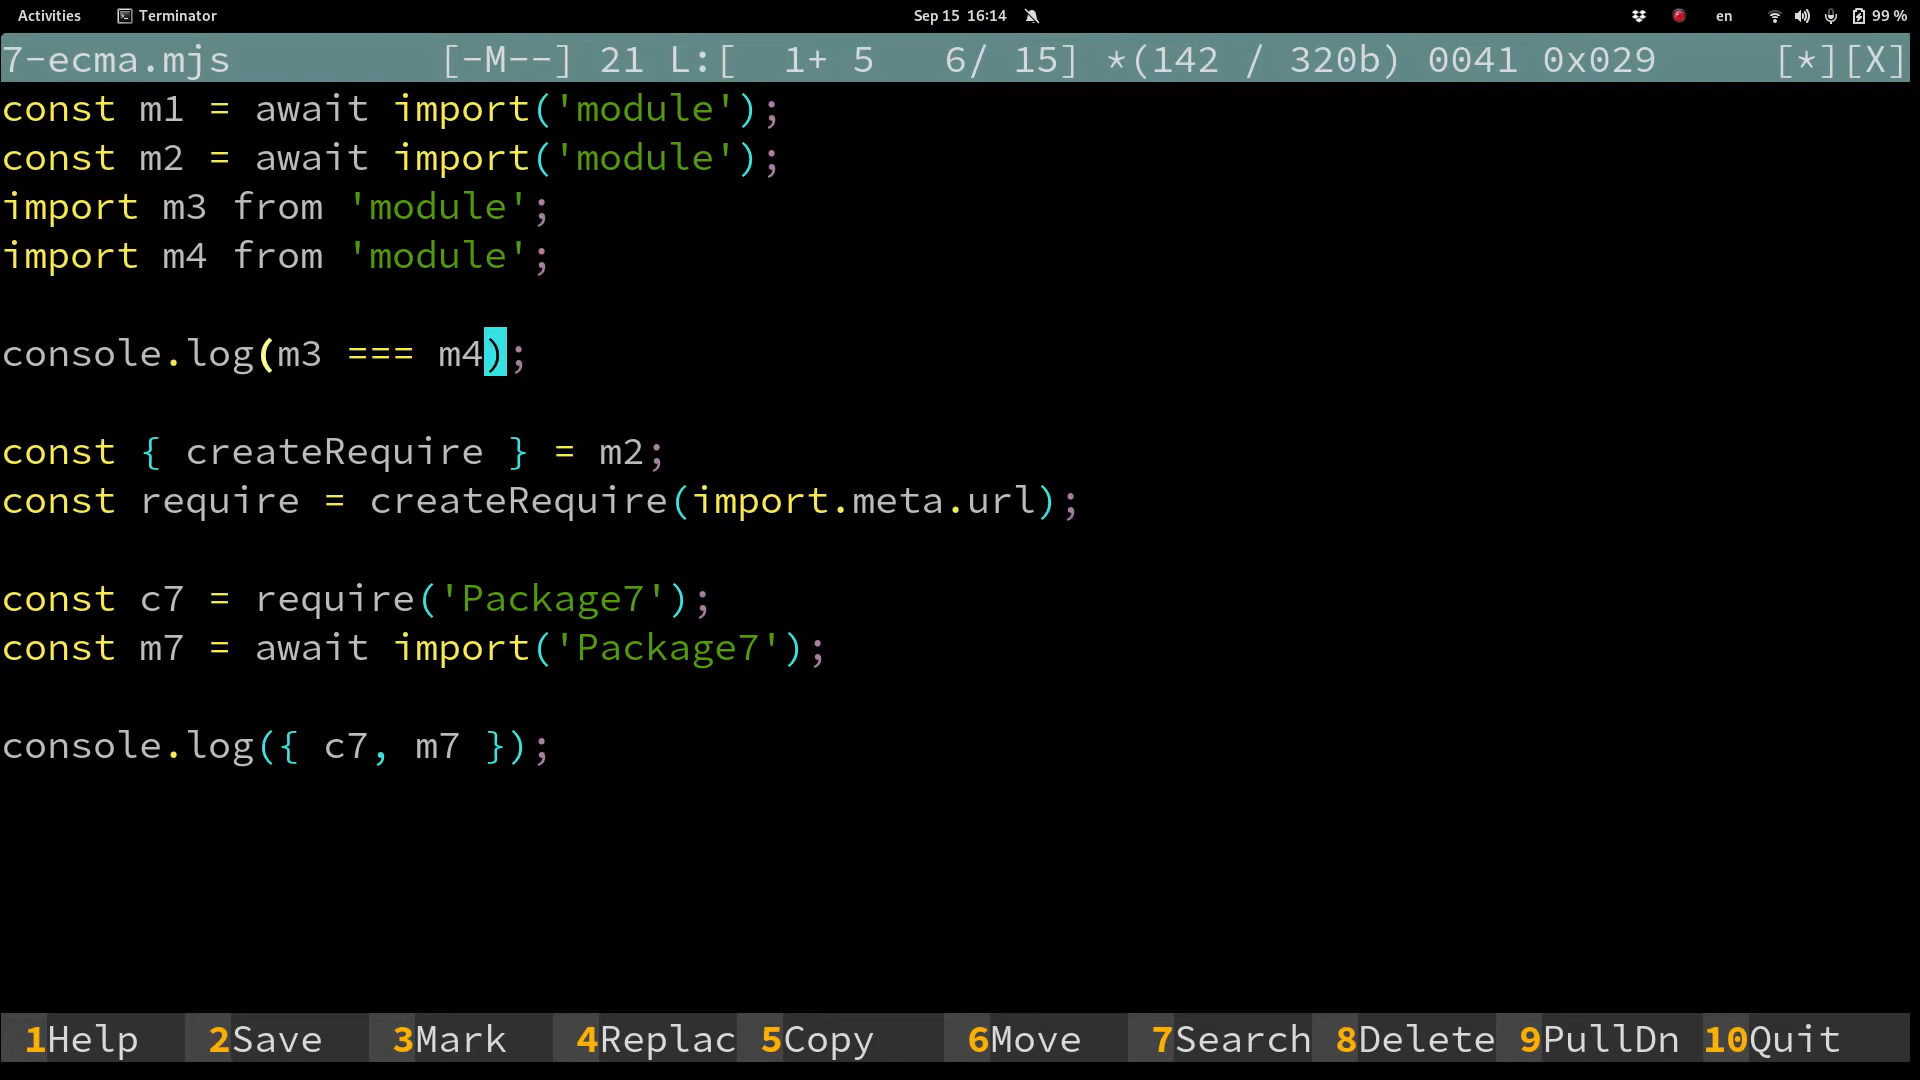 Activities Terminator Sep 15 16:14 en 99 %
7-ecma.mjs [-M--] 21 L:[ 1+ 5 6/ 15] *(142 / 320b) 0041 0x029 [*][X]
const m1 = await import('module');
const m2 = await import('module');
import m3 from 'module';
import m4 from 'module';
console.log(m3 === m4);
const { createRequire } = m2;
const require = createRequire(import.meta.url);
const c7 = require('Package7');
const m7 = await import('Package7');
console.log({ c7, m7 });
1Help 2Save 3Mark 4Replac 5Copy 6Move 7Search 8Delete 9PullDn 10Quit